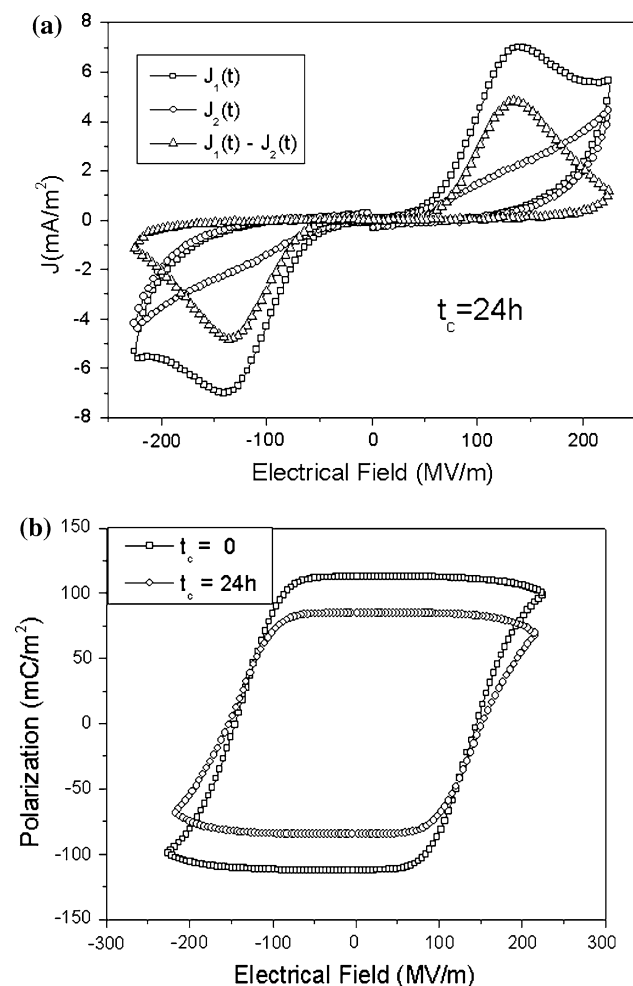 (a)
J₁(t)
J₂(t)
J₁(t) - J₂(t)
8
6
4
2
0
-2
-4
-6
-8
J(mA/m²)
t_c=24h
-200 -100 0 100 200
Electrical Field (MV/m)
(b)
t_c = 0
t_c = 24h
150
100
50
0
-50
-100
-150
Polarization (mC/m²)
-300 -200 -100 0 100 200 300
Electrical Field (MV/m)